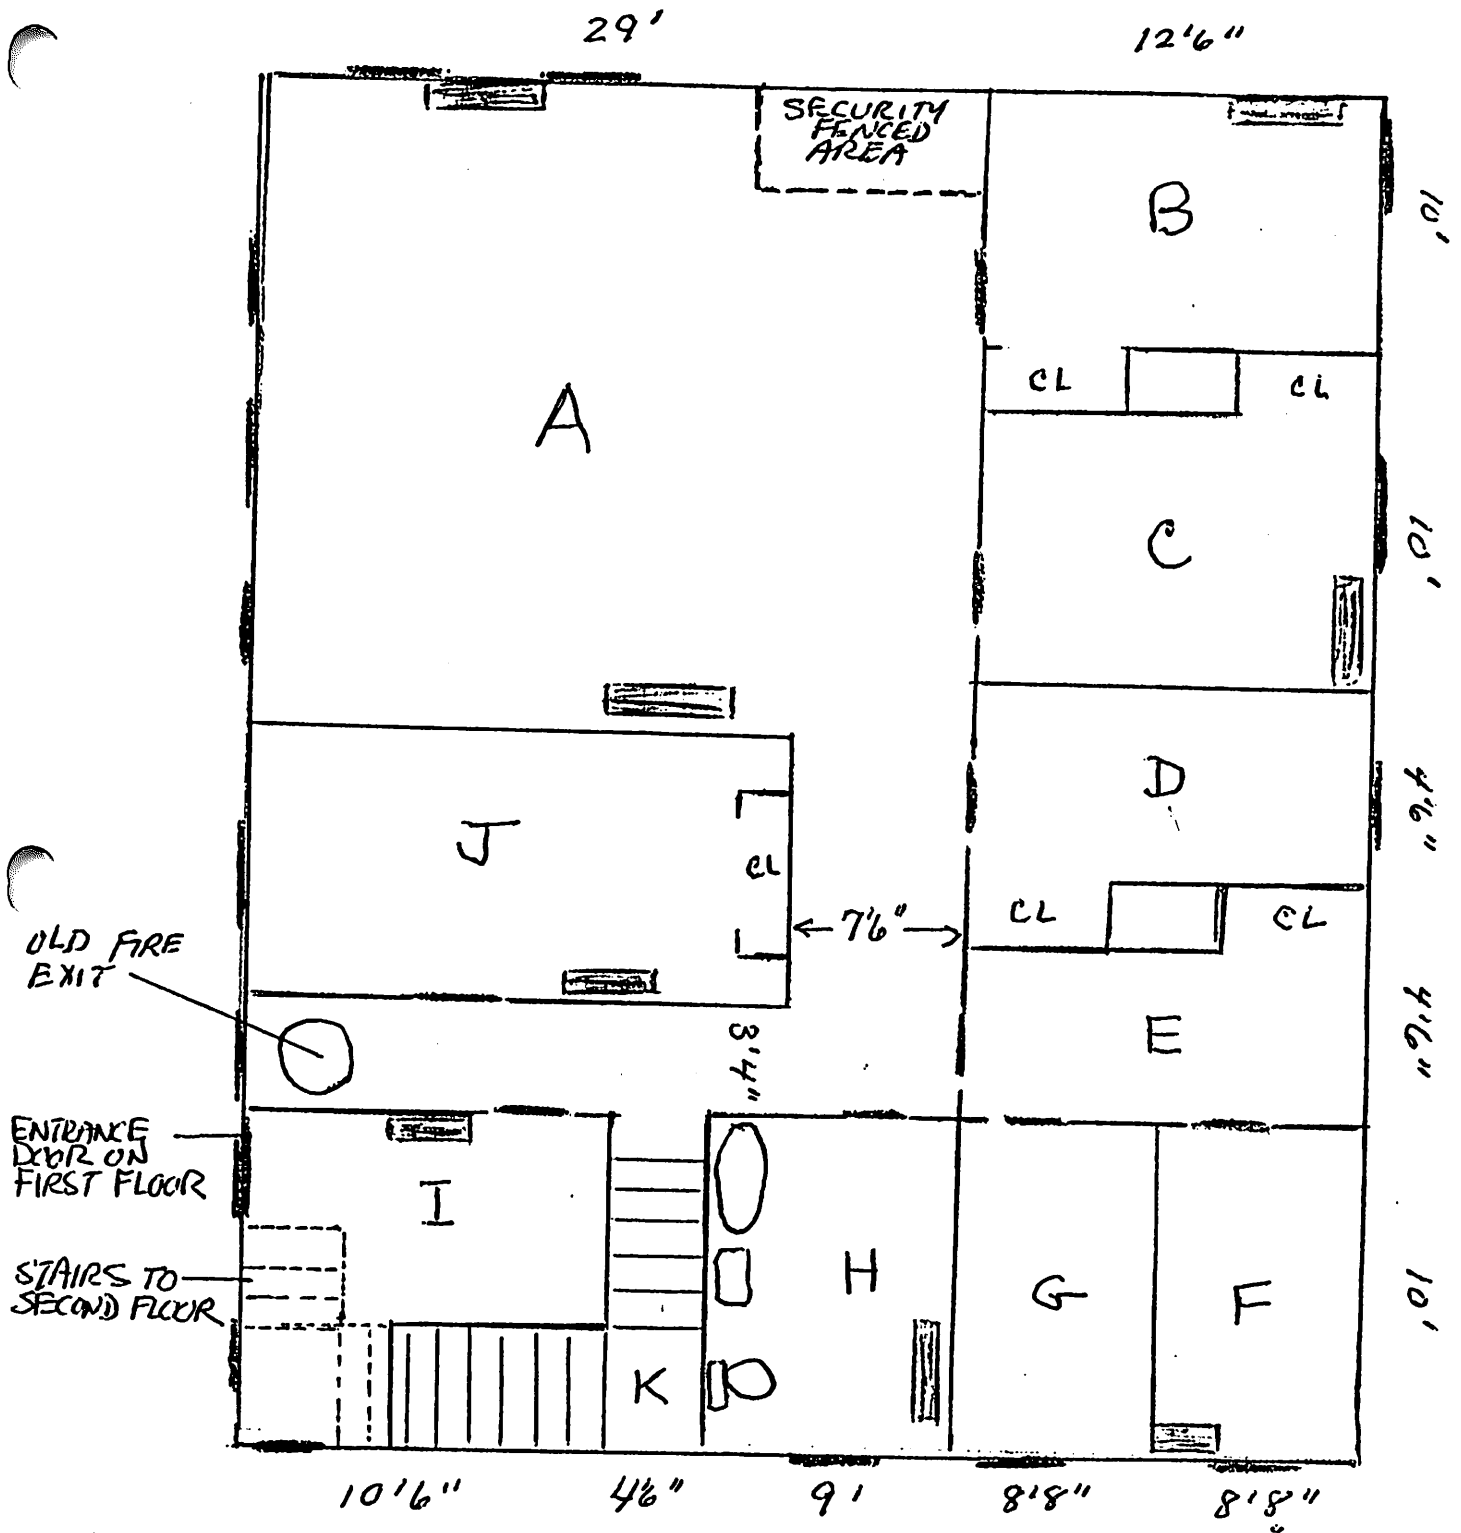 29'
12'6"
SECURITY
FENCED
AREA
B
10'
A
CL
CL
C
10'
D
4'6"
J
CL
7'6"
CL
CL
OLD FIRE
EXIT
E
4'6"
3'4"
ENTRANCE
DOOR ON
FIRST FLOOR
I
STAIRS TO
SECOND FLOOR
H
G
F
10'
K
10'6"
4'6"
9'
8'8"
8'8"